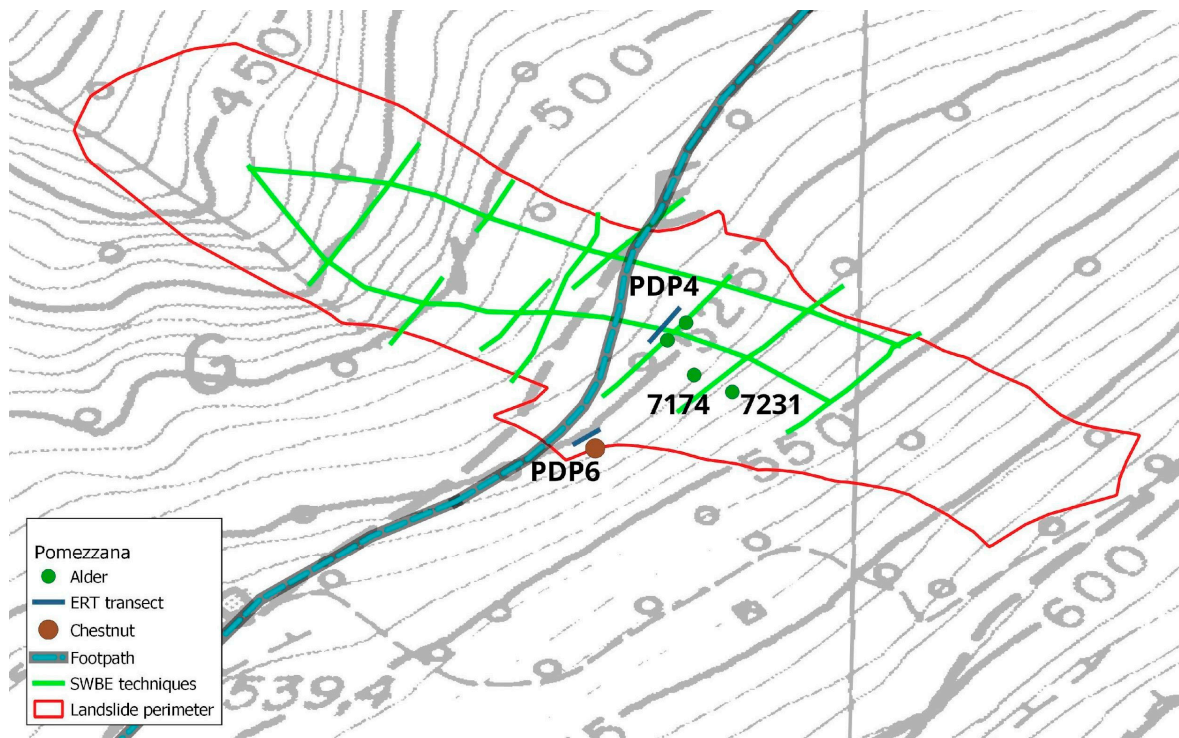 450
500
PDP4
525
7174
7231
550
PDP6
G
600
539,4
Pomezzana
Alder
ERT transect
Chestnut
Footpath
SWBE techniques
Landslide perimeter